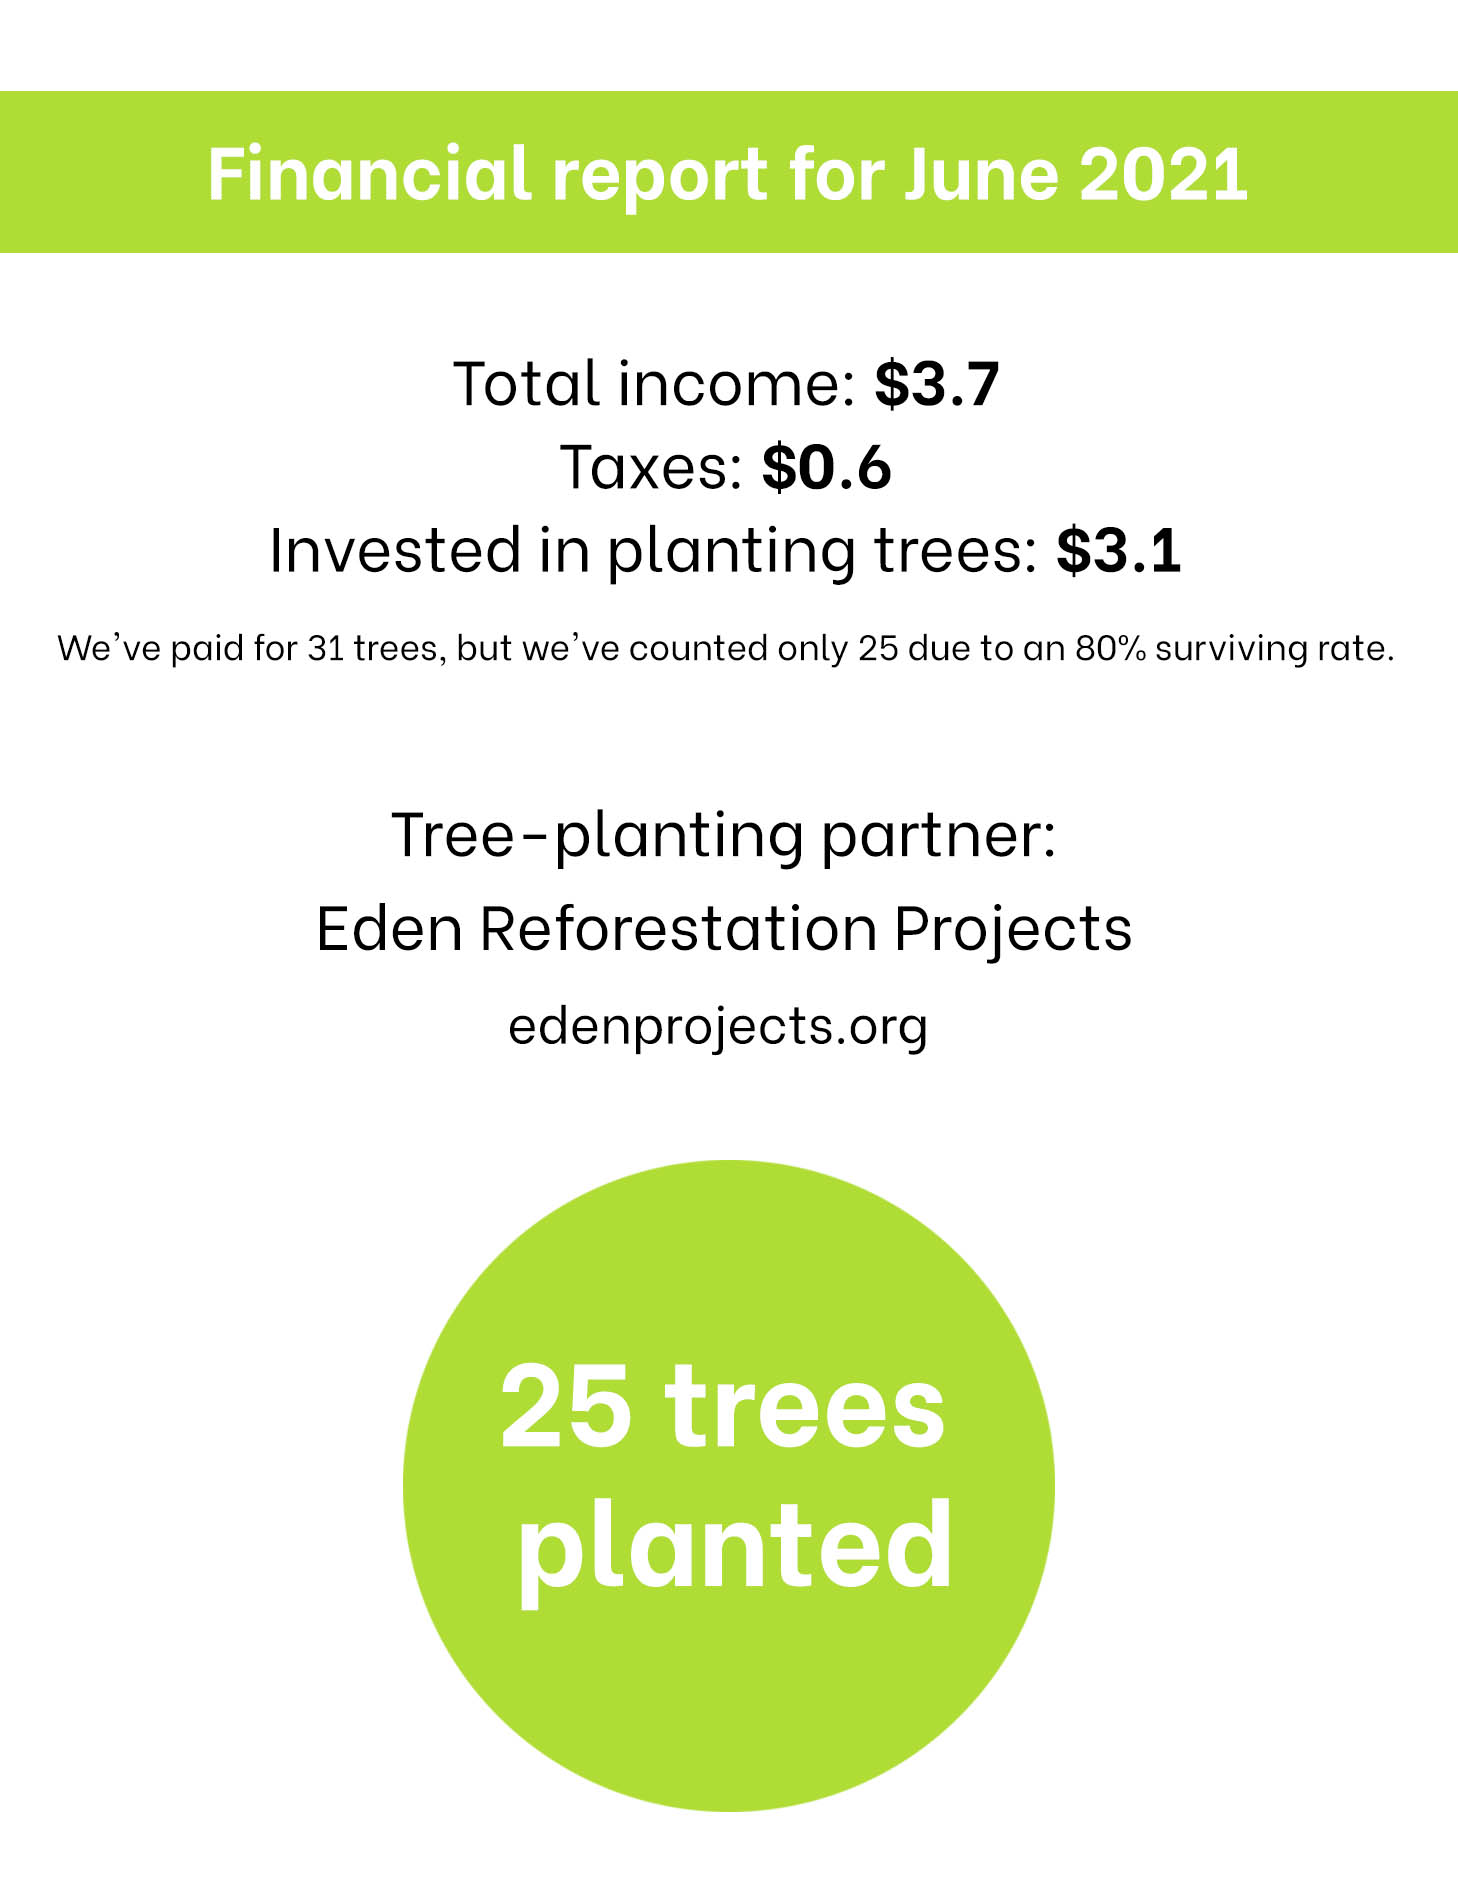 Financial report for June 2021
Total income: $3.7
Taxes: $0.6
Invested in planting trees: $3.1
We've paid for 31 trees, but we've counted only 25 due to an 80% surviving rate.
Tree-planting partner:
Eden Reforestation Projects
edenprojects.org
25 trees
planted